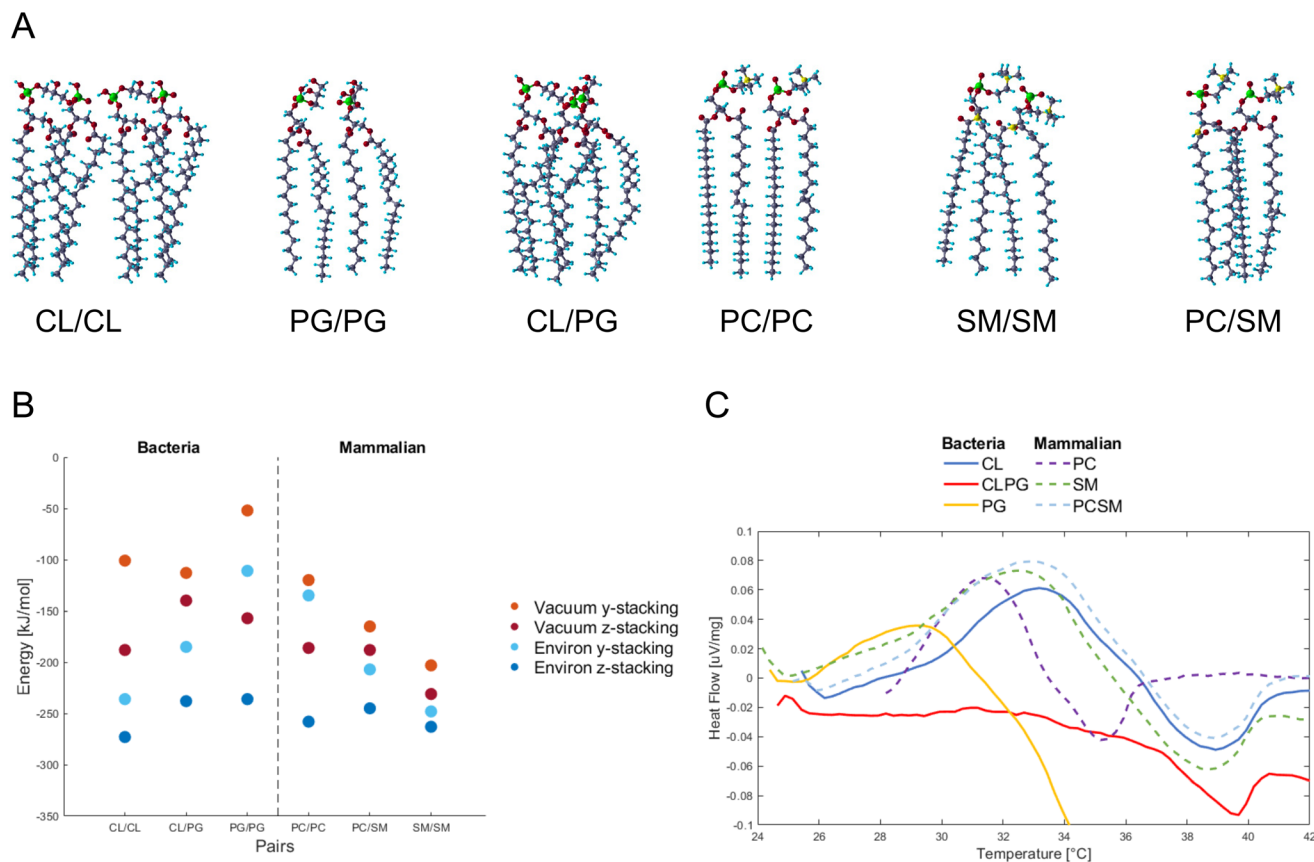 A
CL/CL PG/PG CL/PG PC/PC SM/SM PC/SM
B
Bacteria Mammalian
0
-50
-100
-150
-200
-250
-300
-350
Energy [kJ/mol]
CL/CL CL/PG PG/PG PC/PC PC/SM SM/SM
Pairs
Vacuum y-stacking
Vacuum z-stacking
Environ y-stacking
Environ z-stacking
C
Bacteria Mammalian
CL PC
CLPG SM
PG PCSM
0.1
0.08
0.06
0.04
0.02
0
-0.02
-0.04
-0.06
-0.08
-0.1
Heat Flow [uV/mg]
24 26 28 30 32 34 36 38 40 42
Temperature [°C]